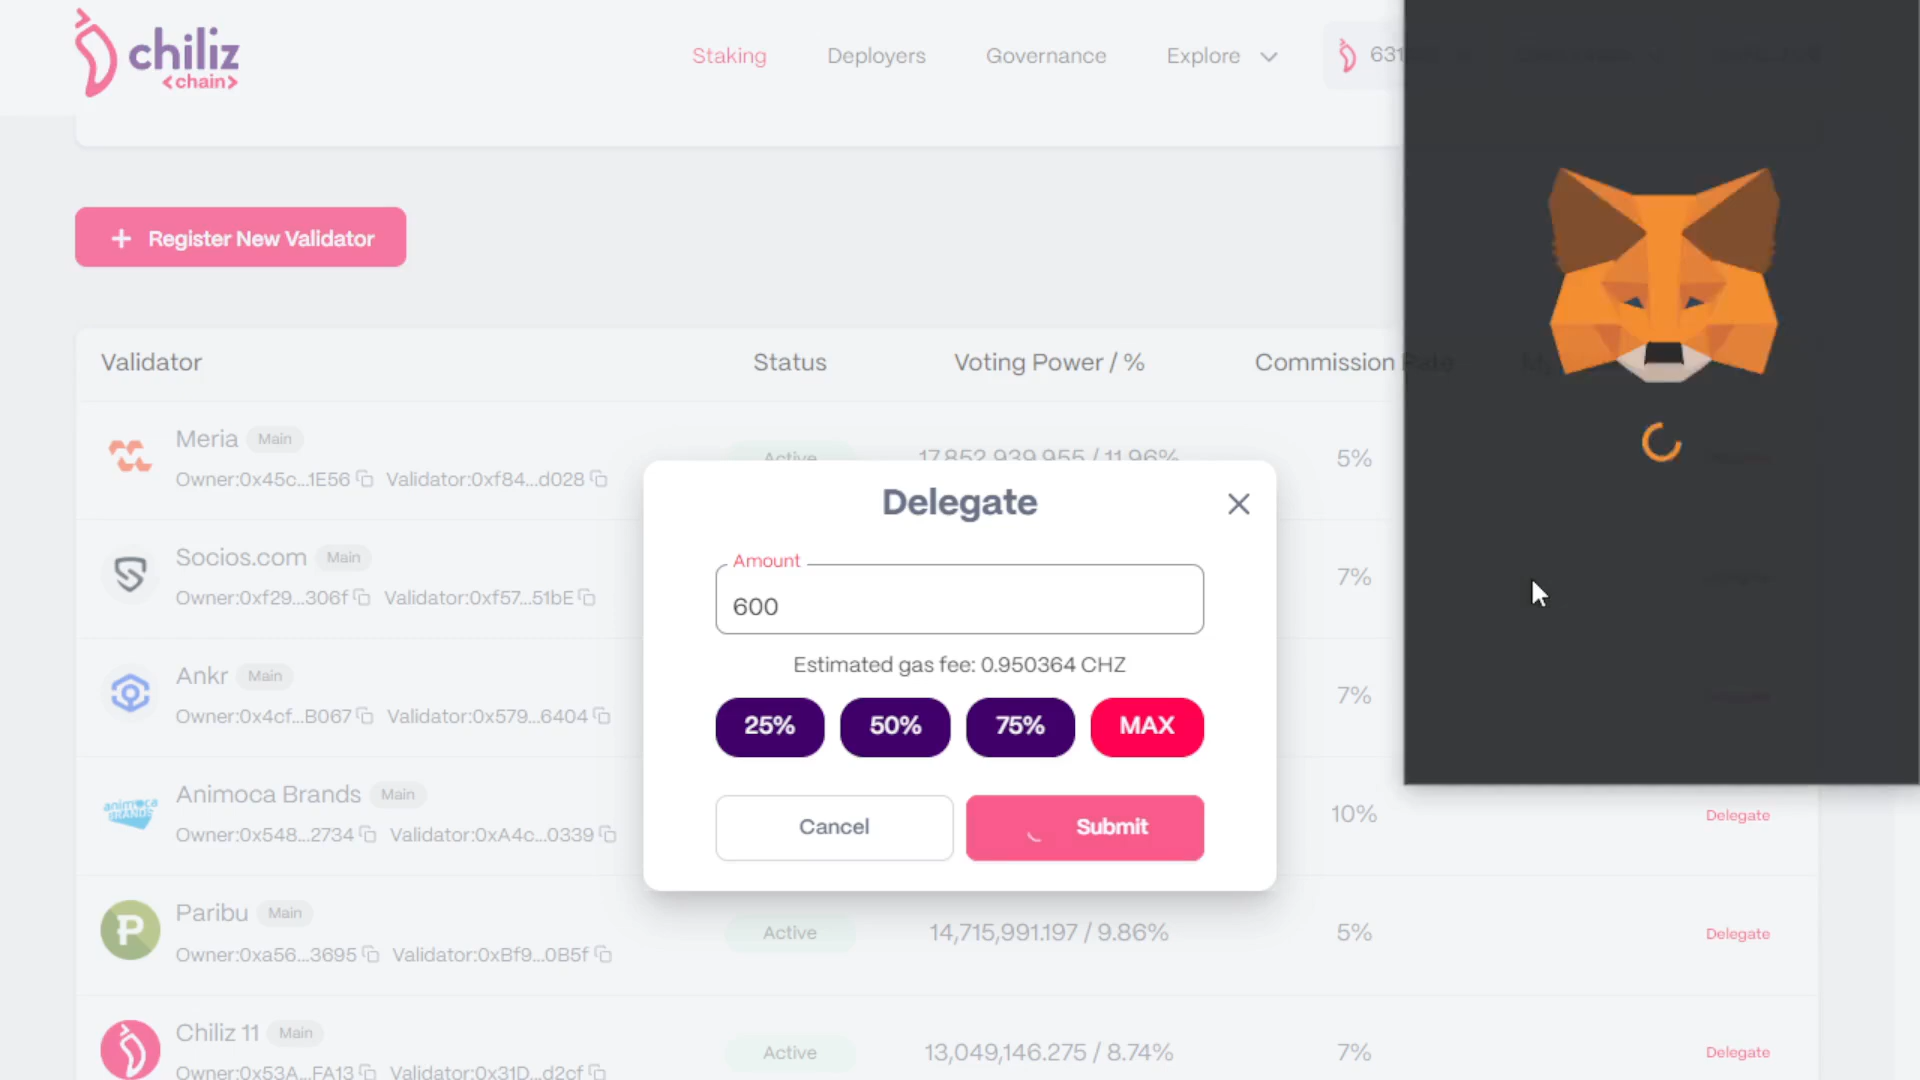 chiliz
<chain>
Staking
Deployers
Governance
Explore
631
+ Register New Validator
Validator
Status
Voting Power / %
Commission Rate
Meria Main
Owner:0x45c...1E56 Validator:0xf84...d028
Active
17,852,939.955 / 11.96%
5%
Socios.com Main
Owner:0xf29...306f Validator:0xf57...51bE
7%
Ankr Main
Owner:0x4cf...B067 Validator:0x579...6404
7%
Animoca Brands Main
Owner:0x548...2734 Validator:0xA4c...0339
10%
Delegate
animoca
BRANDS
Paribu Main
Owner:0xa56...3695 Validator:0xBf9...0B5f
Active
14,715,991.197 / 9.86%
5%
Delegate
Chiliz 11 Main
Owner:0x53A...FA13 Validator:0x31D...d2cf
Active
13,049,146.275 / 8.74%
7%
Delegate
Delegate
Amount
600
Estimated gas fee: 0.950364 CHZ
25%
50%
75%
MAX
Cancel
Submit